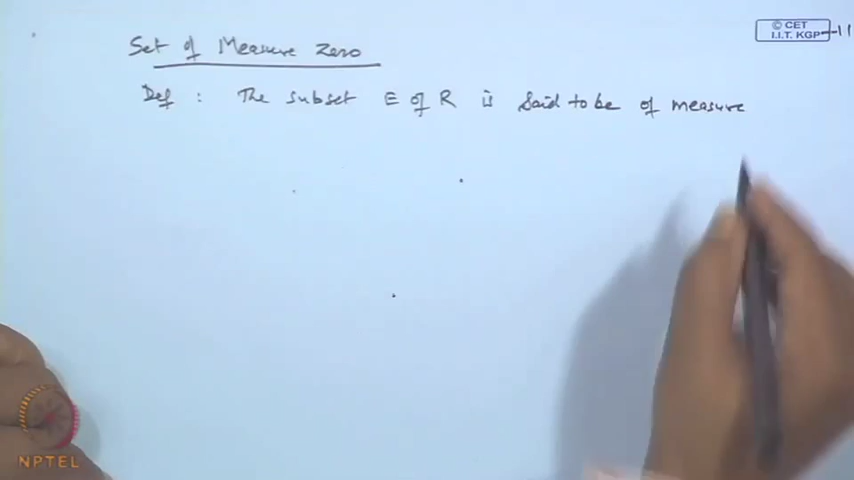 © CET
I.I.T. KGP
Set of Measure Zero
Def : The subset E of R is said to be of measure
NPTEL